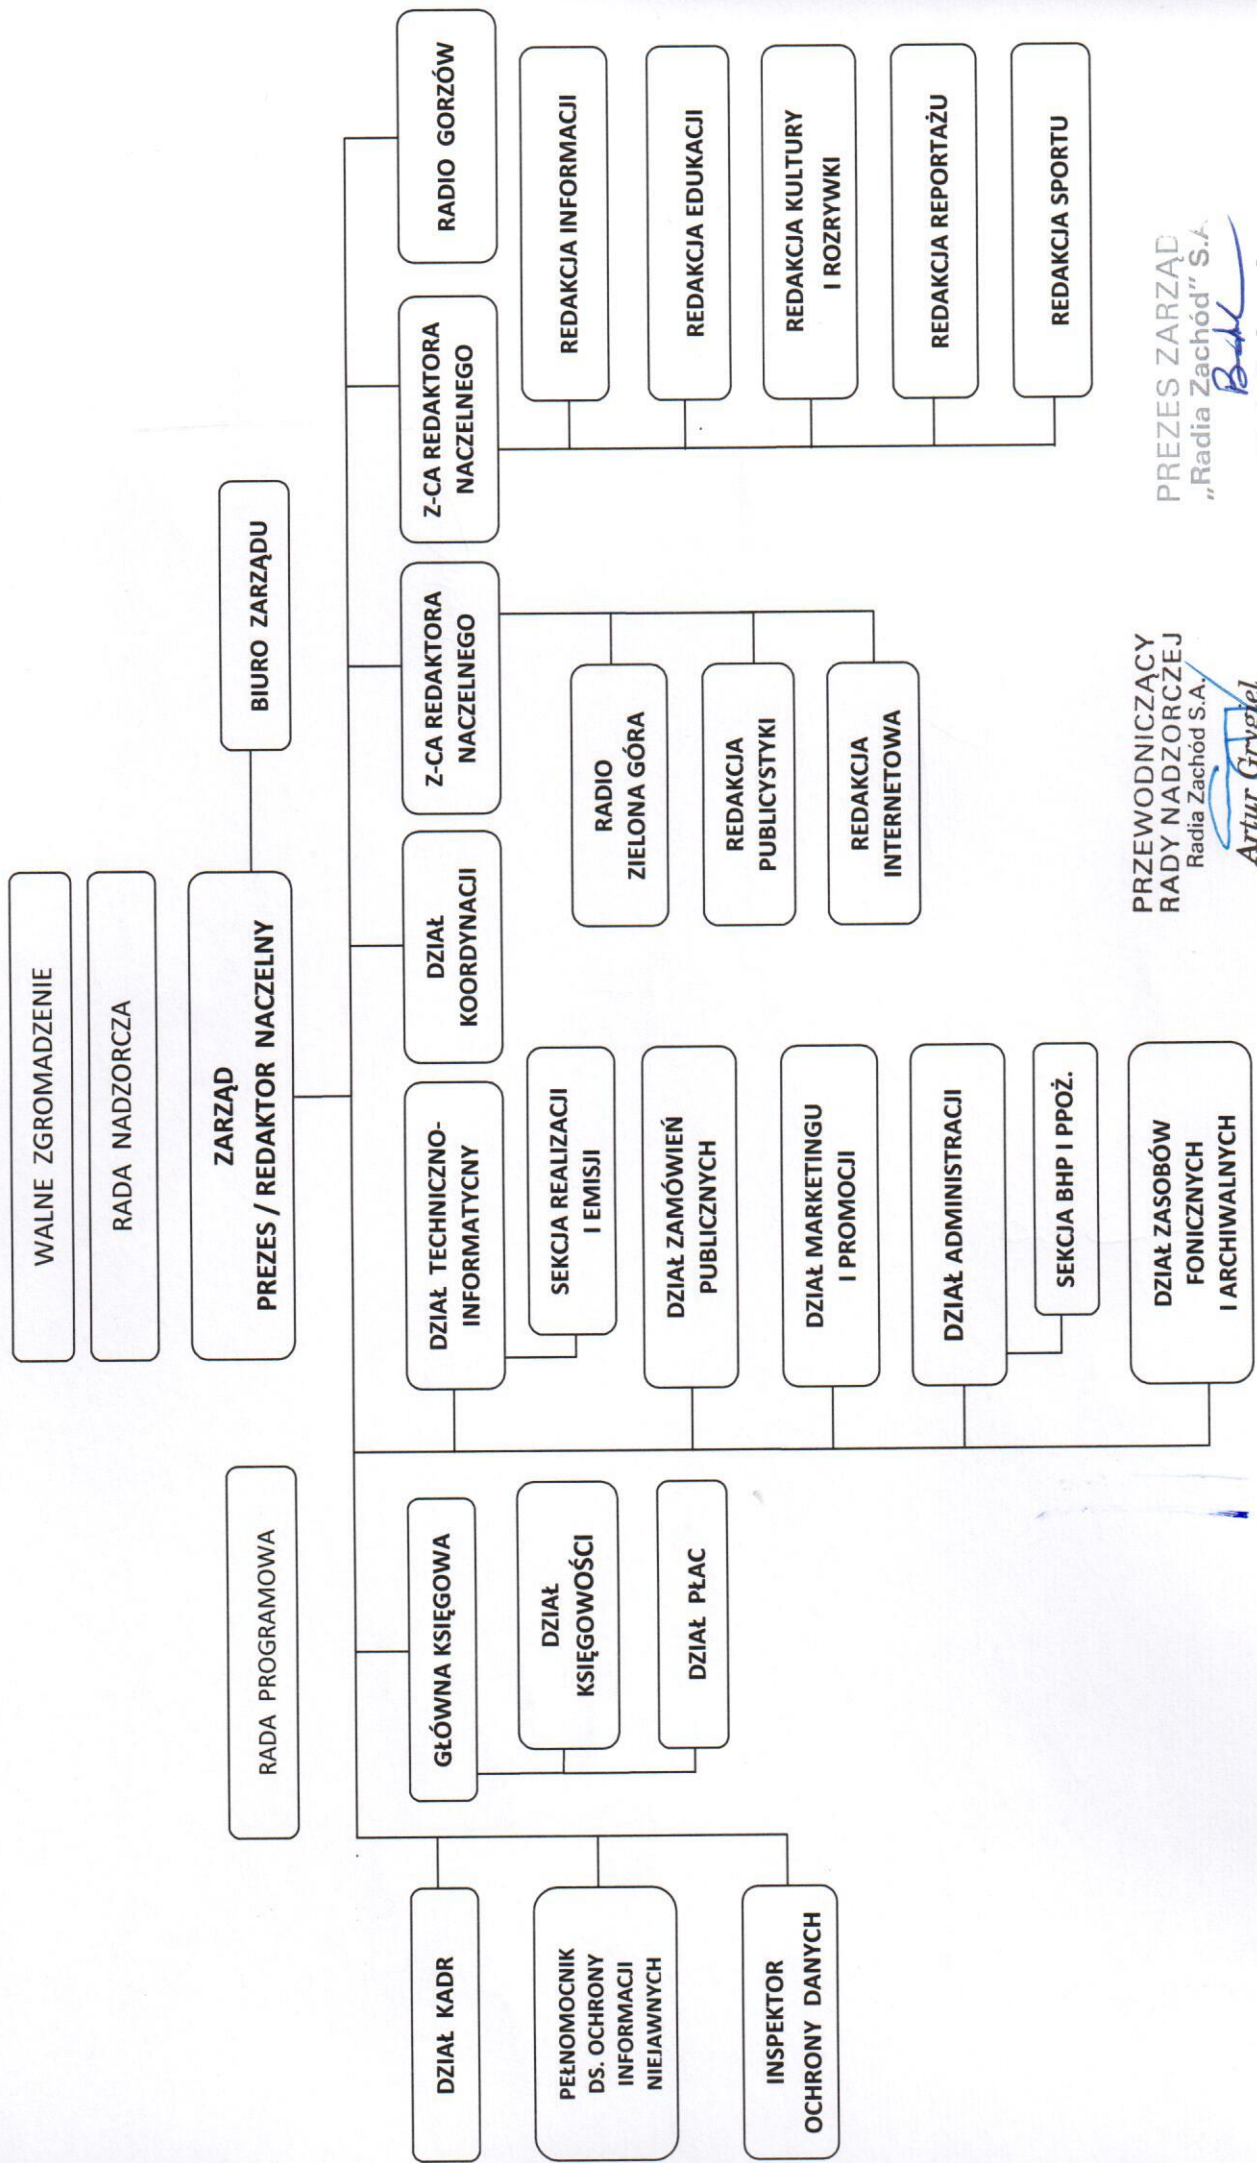 WALNE ZGROMADZENIE
RADA NADZORCZA
ZARZĄD
PREZES / REDAKTOR NACZELNY
RADA PROGRAMOWA
BIURO ZARZĄDU
DZIAŁ KADR
PEŁNOMOCNIK
DS. OCHRONY
INFORMACJI
NIEJAWNYCH
INSPEKTOR
OCHRONY DANYCH
GŁÓWNA KSIĘGOWA
DZIAŁ
KSIĘGOWOŚCI
DZIAŁ PŁAC
DZIAŁ TECHNICZNO-
INFORMATYCNY
SEKCJA REALIZACJI
I EMISJI
DZIAŁ ZAMÓWIEŃ
PUBLICZNYCH
DZIAŁ MARKETINGU
I PROMOCJI
DZIAŁ ADMINISTRACJI
SEKCJA BHP I PPOŻ.
DZIAŁ ZASOBÓW
FONICZNYCH
I ARCHIWALNYCH
DZIAŁ
KOORDYNACJI
Z-CA REDAKTORA
NACZELNEGO
RADIO
ZIELONA GÓRA
REDAKCJA
PUBLICYSTYKI
REDAKCJA
INTERNETOWA
Z-CA REDAKTORA
NACZELNEGO
REDAKCJA INFORMACJI
REDAKCJA EDUKACJI
REDAKCJA KULTURY
I ROZRYWKI
REDAKCJA REPORTAŻU
REDAKCJA SPORTU
RADIO GORZÓW
PRZEWODNICZĄCY
RADY NADZORCZEJ
Radia Zachód S.A.
Artur Grygiel
PREZES ZARZĄD
„Radia Zachód" S.A